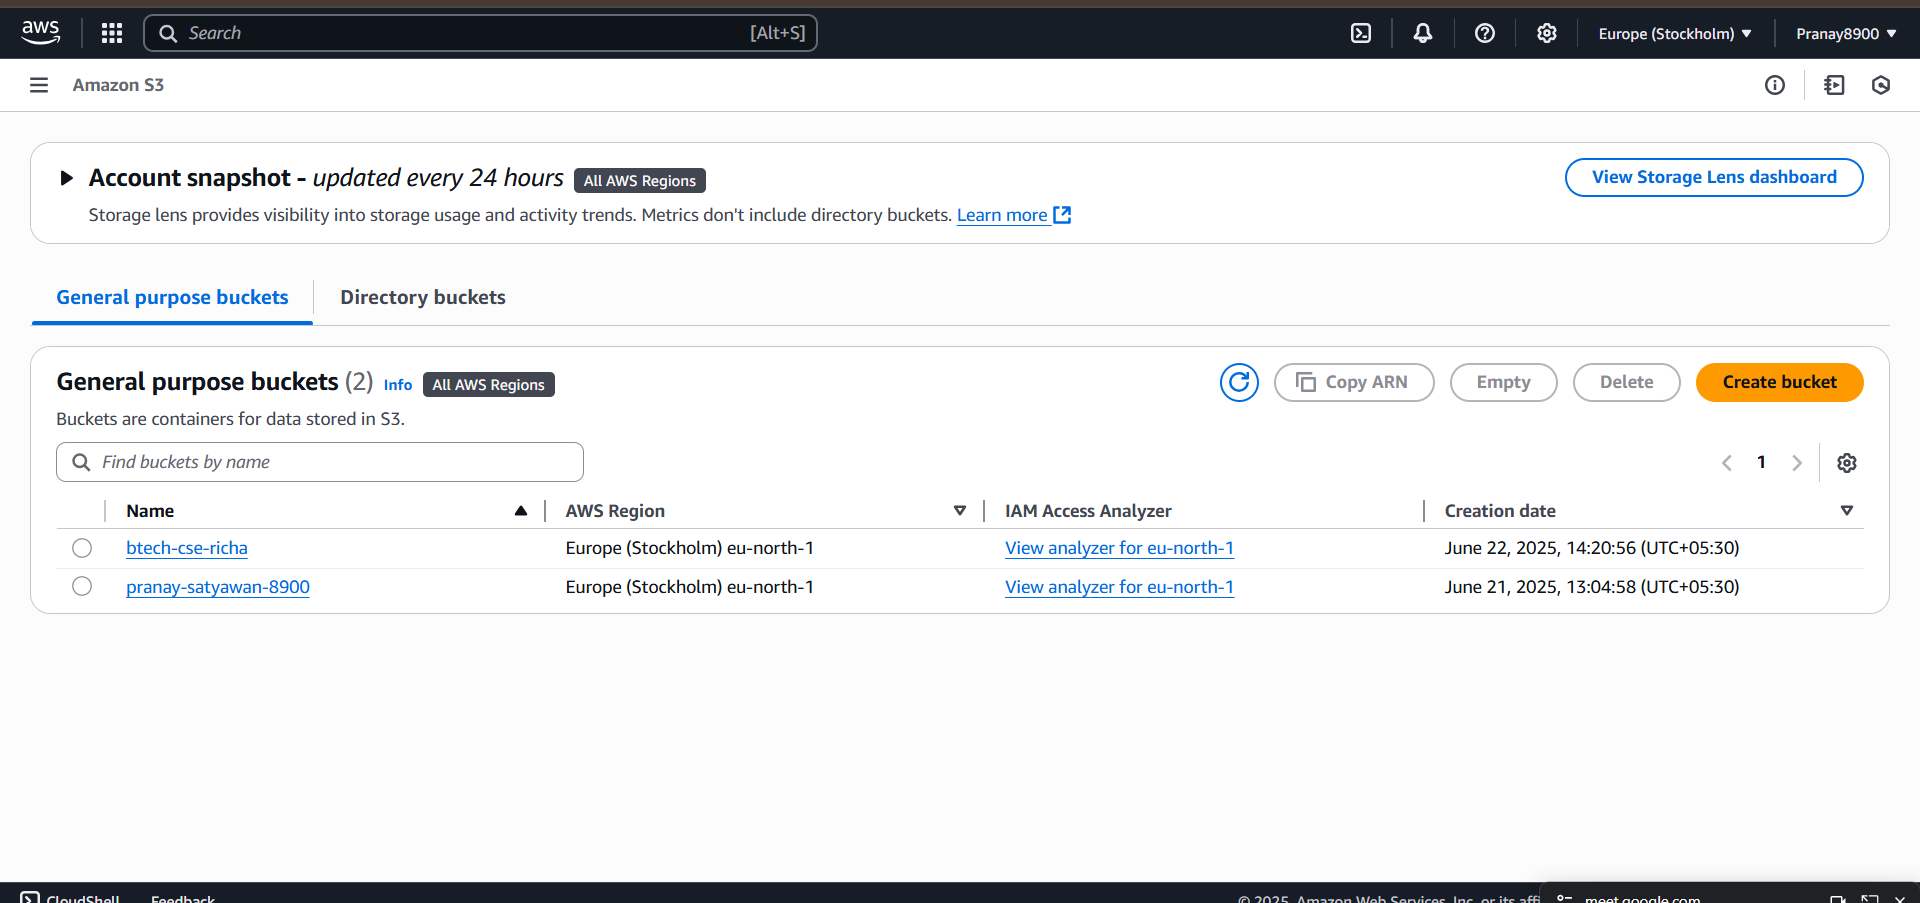 aws Search [Alt+S] Europe (Stockholm) Pranay8900
Amazon S3
Account snapshot - updated every 24 hours All AWS Regions View Storage Lens dashboard
Storage lens provides visibility into storage usage and activity trends. Metrics don't include directory buckets. Learn more
General purpose buckets Directory buckets
General purpose buckets (2) Info All AWS Regions Copy ARN Empty Delete Create bucket
Buckets are containers for data stored in S3.
Find buckets by name 1
Name AWS Region IAM Access Analyzer Creation date
btech-cse-richa Europe (Stockholm) eu-north-1 View analyzer for eu-north-1 June 22, 2025, 14:20:56 (UTC+05:30)
pranay-satyawan-8900 Europe (Stockholm) eu-north-1 View analyzer for eu-north-1 June 21, 2025, 13:04:58 (UTC+05:30)
CloudShell Feedback © 2025, Amazon Web Services, Inc. or its affi meet.google.com